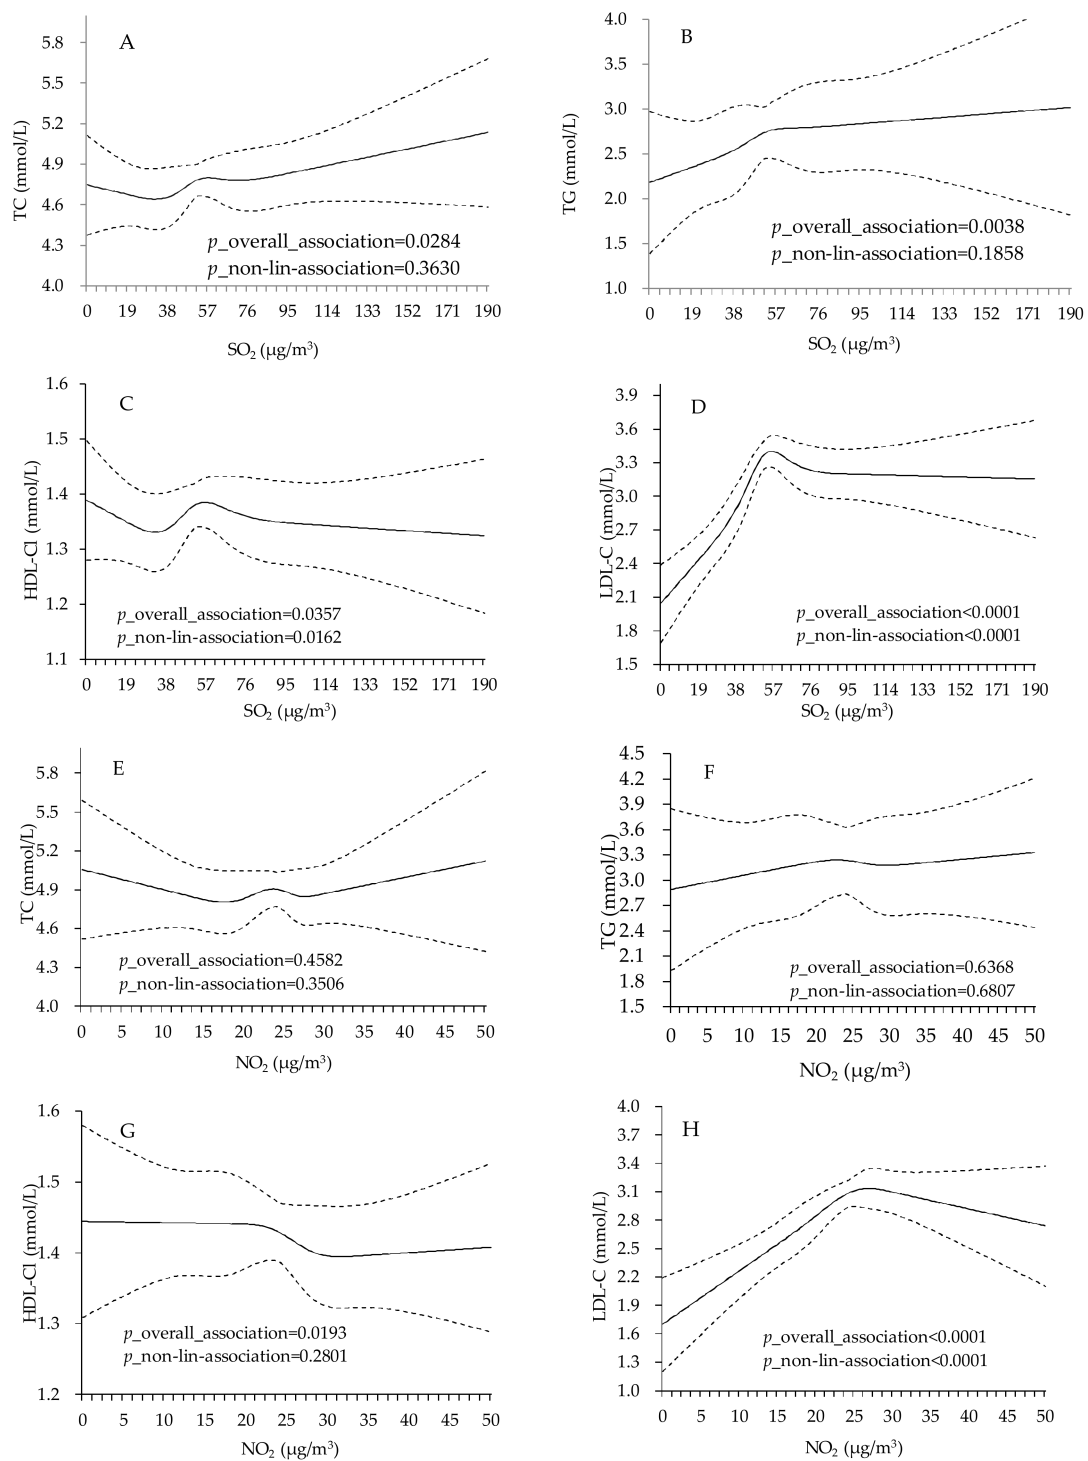 A
5.8
5.5
5.2
4.9
4.6
4.3
4.0
TC (mmol/L)
p_overall_association=0.0284
p_non-lin-association=0.3630
0 19 38 57 76 95 114 133 152 171 190
SO2 (µg/m3)
B
4.0
3.5
3.0
2.5
2.0
1.5
1.0
TG (mmol/L)
p_overall_association=0.0038
p_non-lin-association=0.1858
0 19 38 57 76 95 114 133 152 171 190
SO2 (µg/m3)
C
1.6
1.5
1.4
1.3
1.2
1.1
HDL-Cl (mmol/L)
p_overall_association=0.0357
p_non-lin-association=0.0162
0 19 38 57 76 95 114 133 152 171 190
SO2 (µg/m3)
D
3.9
3.6
3.3
3.0
2.7
2.4
2.1
1.8
1.5
LDL-C (mmol/L)
p_overall_association<0.0001
p_non-lin-association<0.0001
0 19 38 57 76 95 114 133 152 171 190
SO2 (µg/m3)
E
5.8
5.5
5.2
4.9
4.6
4.3
4.0
TC (mmol/L)
p_overall_association=0.4582
p_non-lin-association=0.3506
0 5 10 15 20 25 30 35 40 45 50
NO2 (µg/m3)
F
4.5
4.2
3.9
3.6
3.3
3.0
2.7
2.4
2.1
1.8
1.5
TG (mmol/L)
p_overall_association=0.6368
p_non-lin-association=0.6807
0 5 10 15 20 25 30 35 40 45 50
NO2 (µg/m3)
G
1.6
1.5
1.4
1.3
1.2
HDL-Cl (mmol/L)
p_overall_association=0.0193
p_non-lin-association=0.2801
0 5 10 15 20 25 30 35 40 45 50
NO2 (µg/m3)
H
4.0
3.7
3.4
3.1
2.8
2.5
2.2
1.9
1.6
1.3
1.0
LDL-C (mmol/L)
p_overall_association<0.0001
p_non-lin-association<0.0001
0 5 10 15 20 25 30 35 40 45 50
NO2 (µg/m3)